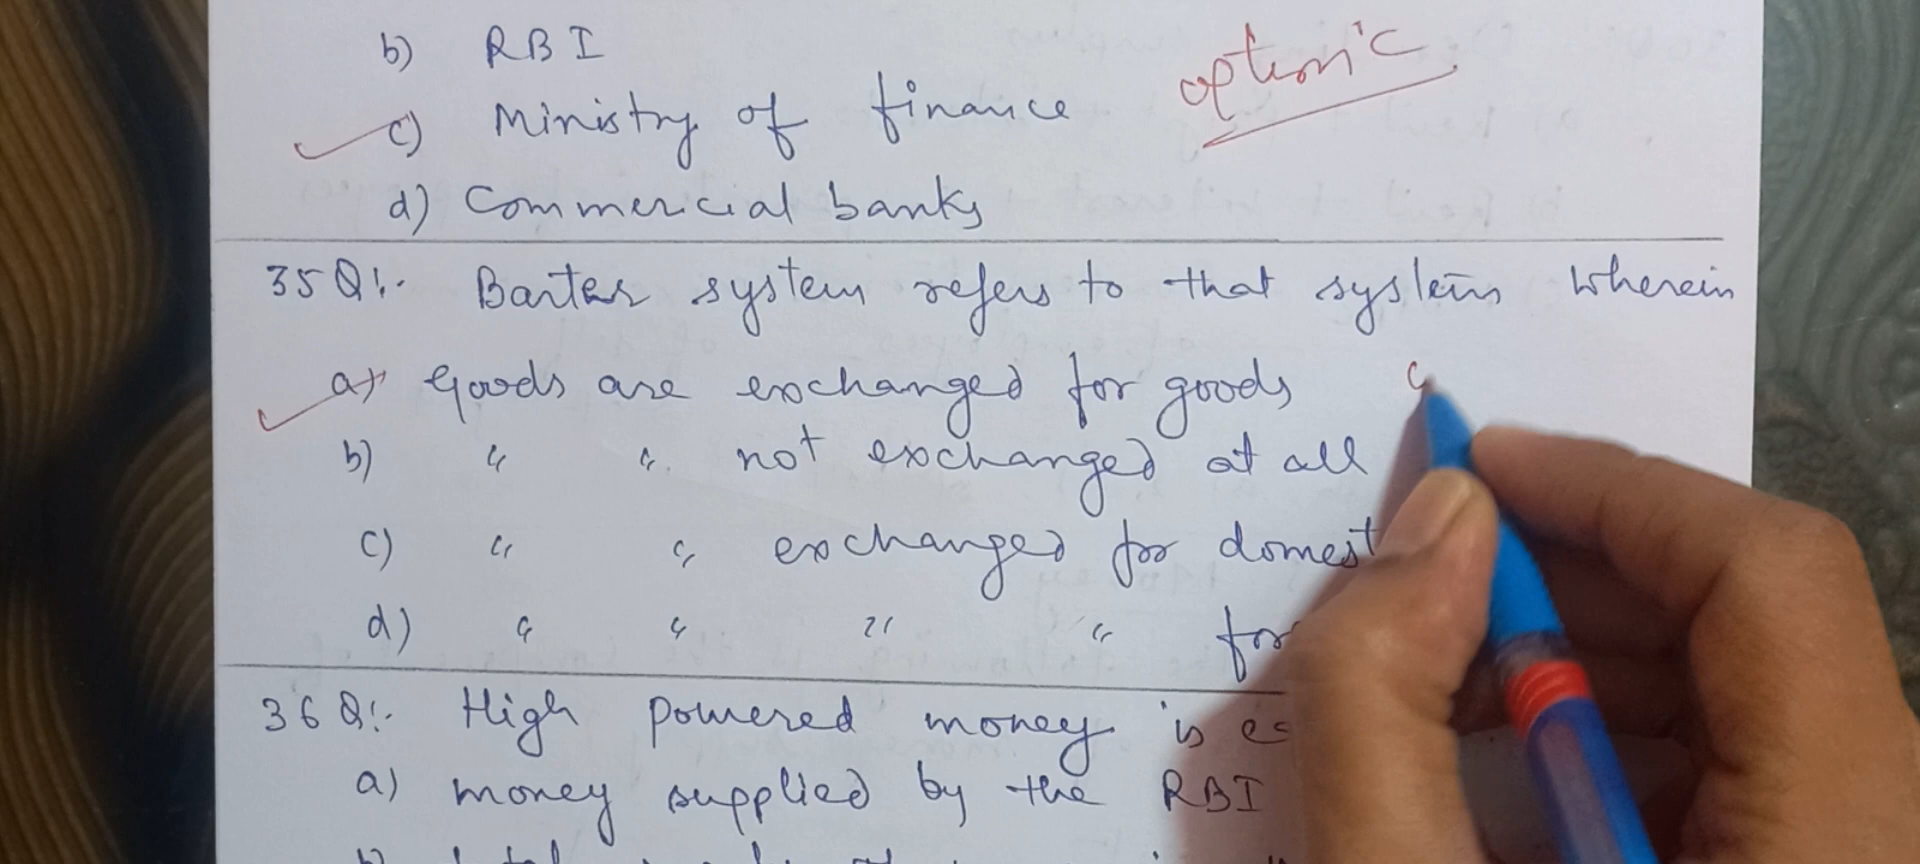 b) RBI
c) Ministry of finance
option 'c
d) Commercial banks
35Q:- Barter system refers to that system wherein
a) Goods are exchanged for goods
b) " " not exchanged at all
c) " " exchanged for domest
d) " " " " for
36Q:- High powered money is
a) money supplied by the RBI
b)